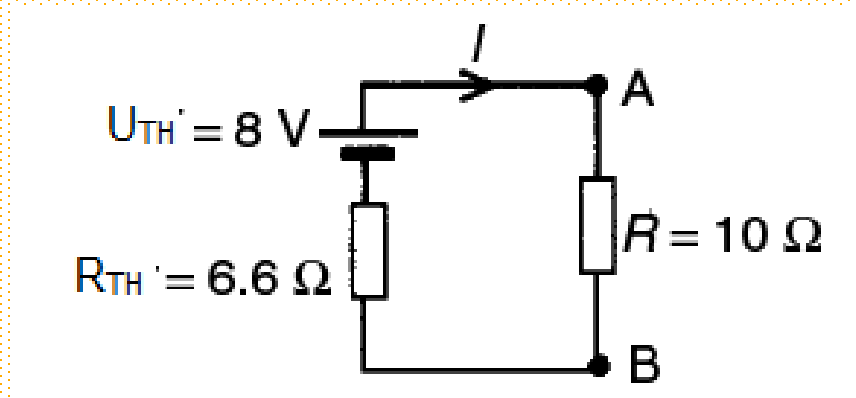 I
A
UTH' = 8 V
R = 10 Ω
RTH' = 6.6 Ω
B